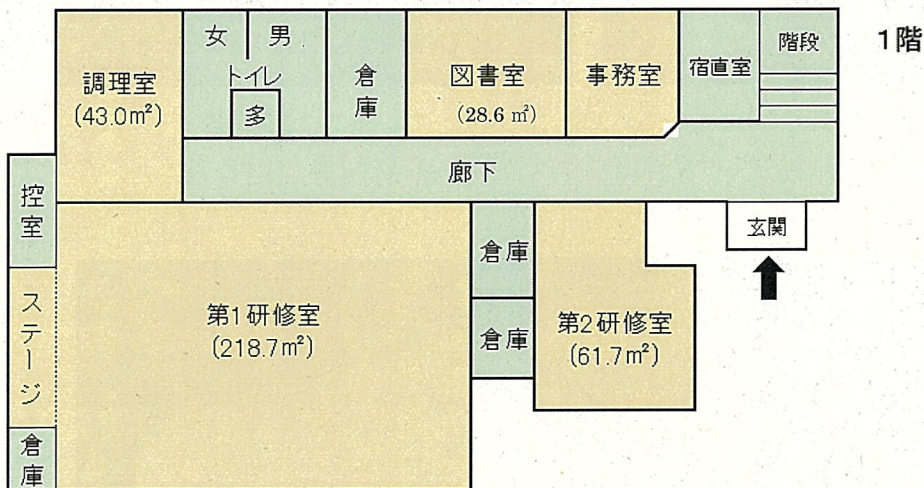 1階
女 男
トイレ
多
調理室
(43.0m²)
倉庫
図書室
(28.6 ㎡)
事務室
宿直室
階段
廊下
控室
玄関
倉庫
倉庫
ステージ
第1研修室
(218.7m²)
第2研修室
(61.7m²)
倉庫